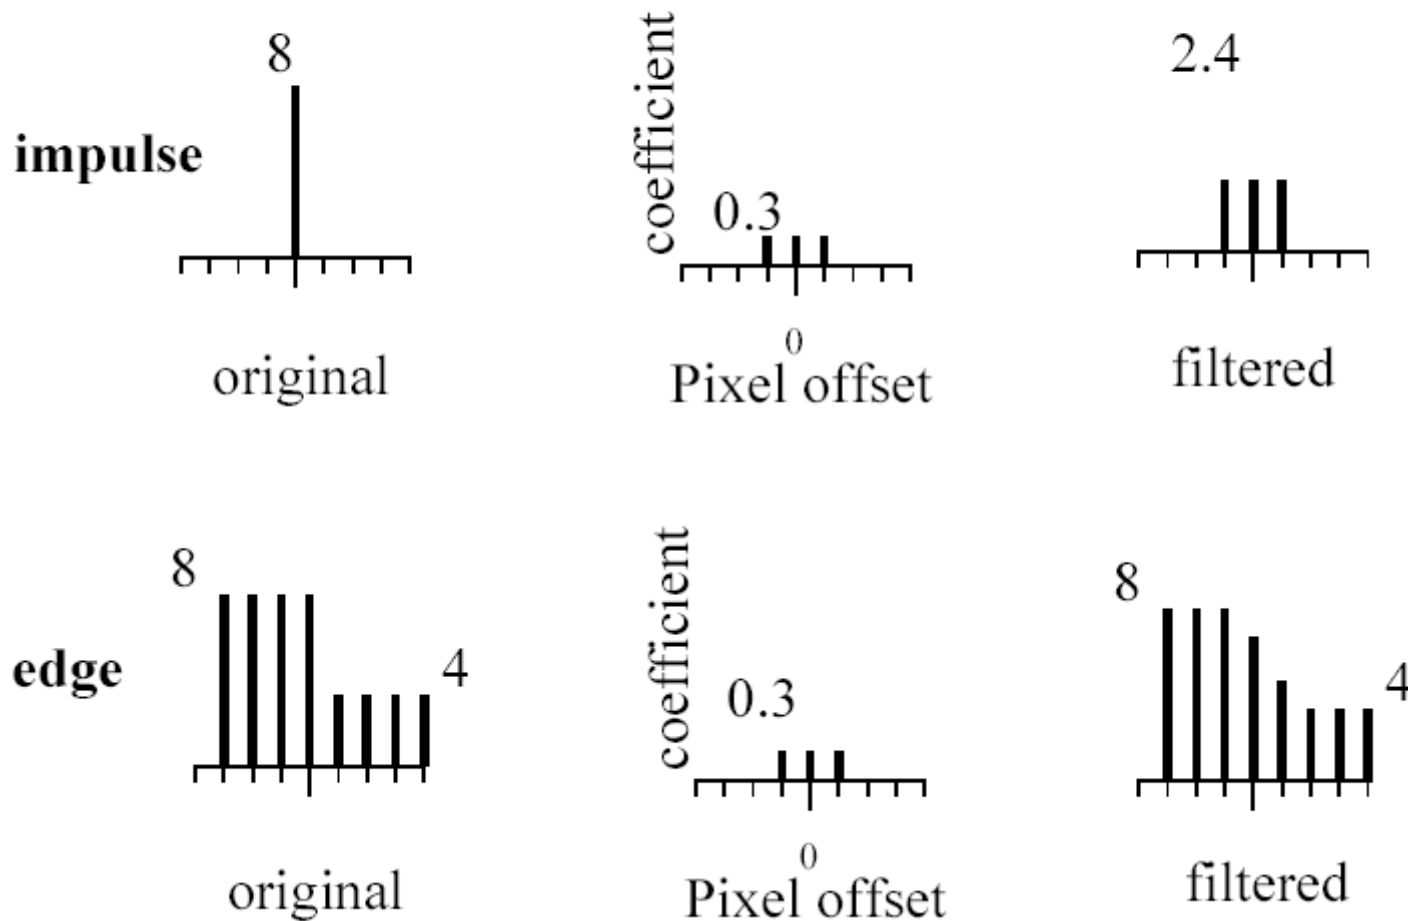 8
coefficient
2.4
impulse
0.3
0
original
Pixel offset
filtered
8
coefficient
8
edge
4
0.3
4
0
original
Pixel offset
filtered